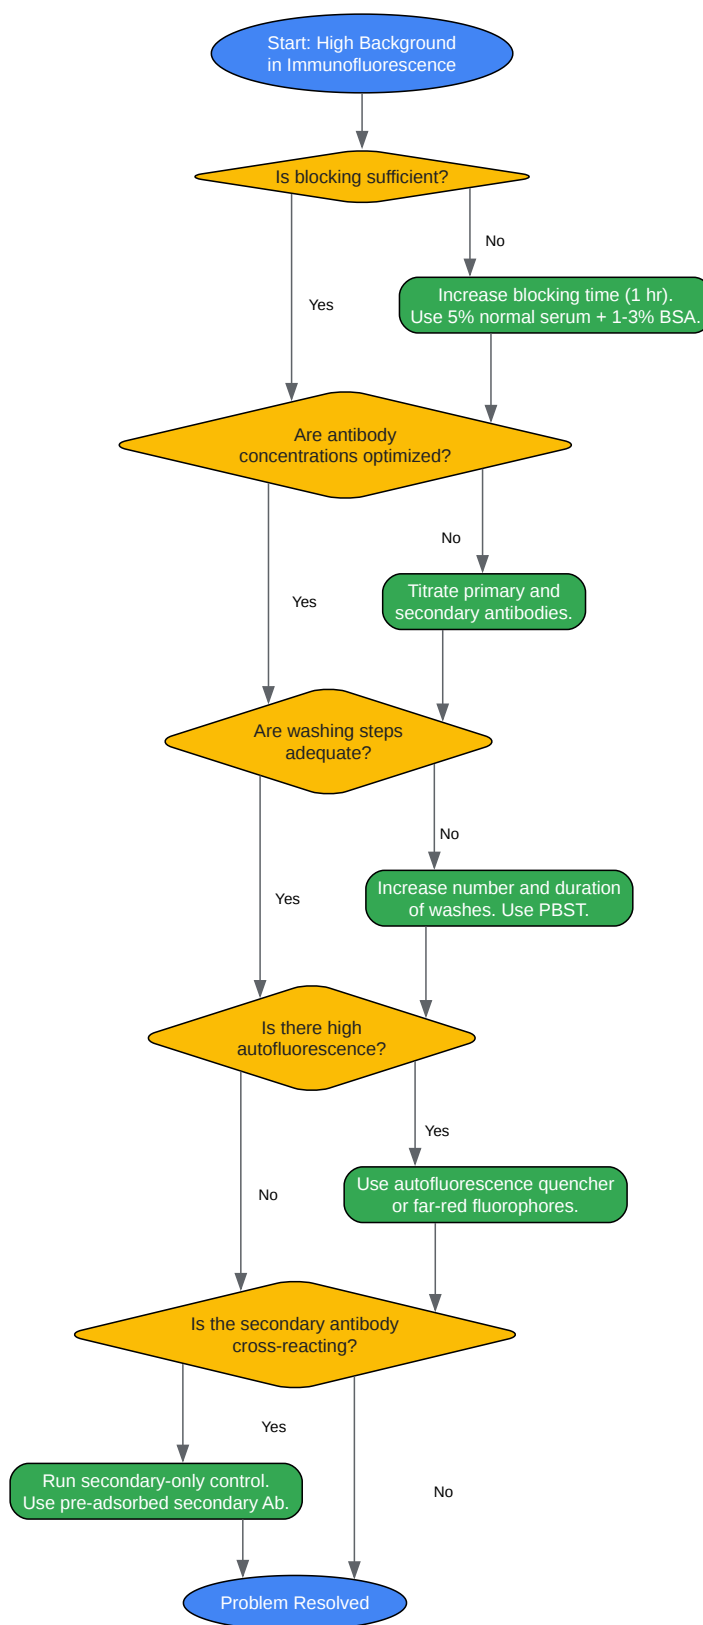 Start: High Background
in Immunofluorescence
Is blocking sufficient?
No
Increase blocking time (1 hr).
Use 5% normal serum + 1-3% BSA.
Yes
Are antibody
concentrations optimized?
No
Titrate primary and
secondary antibodies.
Yes
Are washing steps
adequate?
No
Increase number and duration
of washes. Use PBST.
Yes
Is there high
autofluorescence?
Yes
Use autofluorescence quencher
or far-red fluorophores.
No
Is the secondary antibody
cross-reacting?
Yes
Run secondary-only control.
Use pre-adsorbed secondary Ab.
No
Problem Resolved